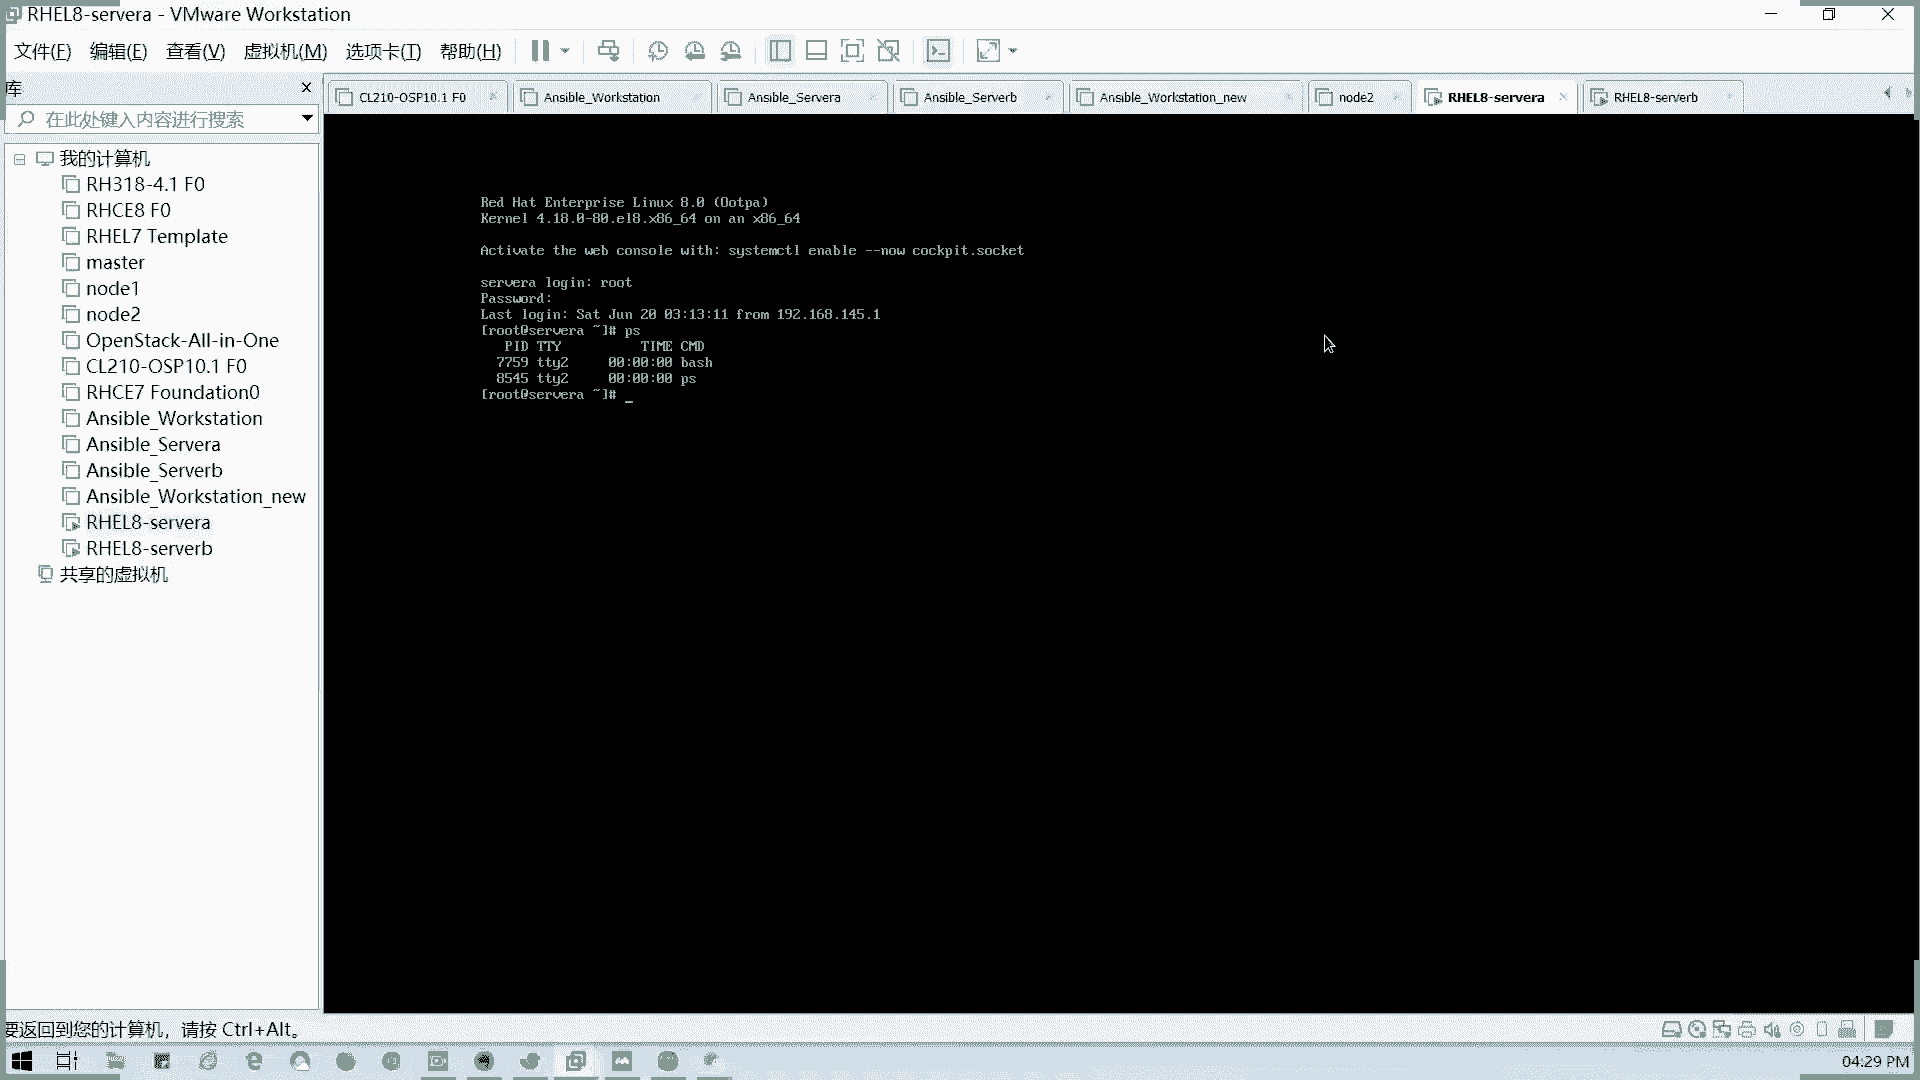 RHEL8-servera - VMware Workstation
文件(F) 编辑(E) 查看(V) 虚拟机(M) 选项卡(T) 帮助(H)
库
在此处键入内容进行搜索
我的计算机
RH318-4.1 F0
RHCE8 F0
RHEL7 Template
master
node1
node2
OpenStack-All-in-One
CL210-OSP10.1 F0
RHCE7 Foundation0
Ansible_Workstation
Ansible_Servera
Ansible_Serverb
Ansible_Workstation_new
RHEL8-servera
RHEL8-serverb
共享的虚拟机
CL210-OSP10.1 F0 Ansible_Workstation Ansible_Servera Ansible_Serverb Ansible_Workstation_new node2 RHEL8-servera RHEL8-serverb
Red Hat Enterprise Linux 8.0 (Ootpa)
Kernel 4.18.0-80.el8.x86_64 on an x86_64
Activate the web console with: systemctl enable --now cockpit.socket
servera login: root
Password:
Last login: Sat Jun 20 03:13:11 from 192.168.145.1
[root@servera ~]# ps
PID TTY TIME CMD
7759 tty2 00:00:00 bash
8545 tty2 00:00:00 ps
[root@servera ~]# _
要返回到您的计算机，请按 Ctrl+Alt。
04:29 PM